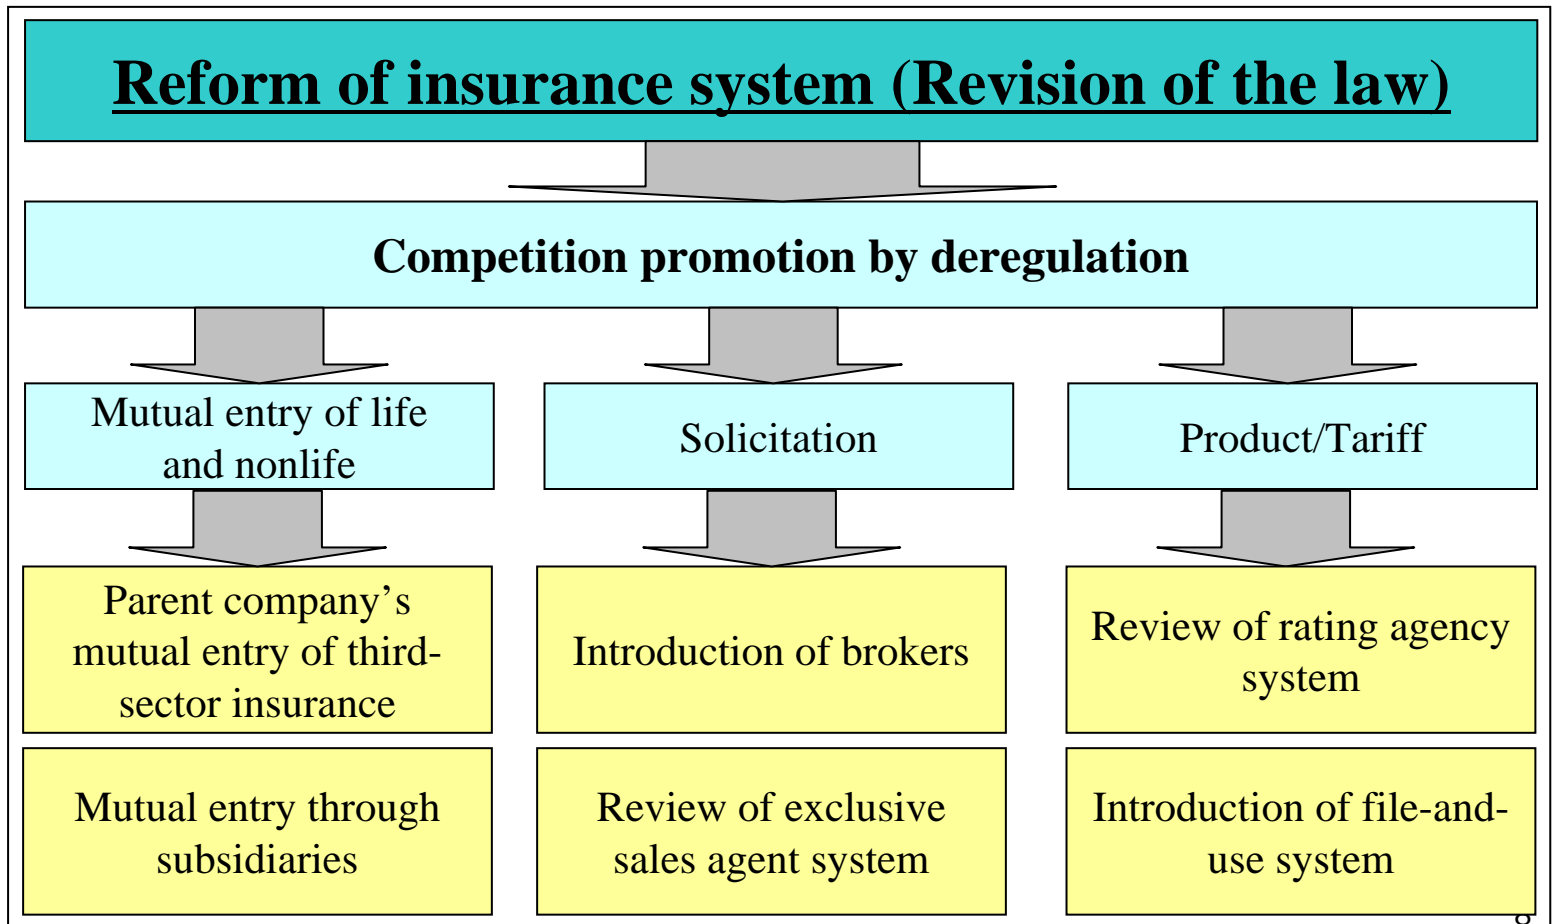 Reform of insurance system (Revision of the law)
Competition promotion by deregulation
Mutual entry of life
and nonlife
Solicitation
Product/Tariff
Parent company’s
mutual entry of third-
sector insurance
Introduction of brokers
Review of rating agency
system
Mutual entry through
subsidiaries
Review of exclusive
sales agent system
Introduction of file-and-
use system